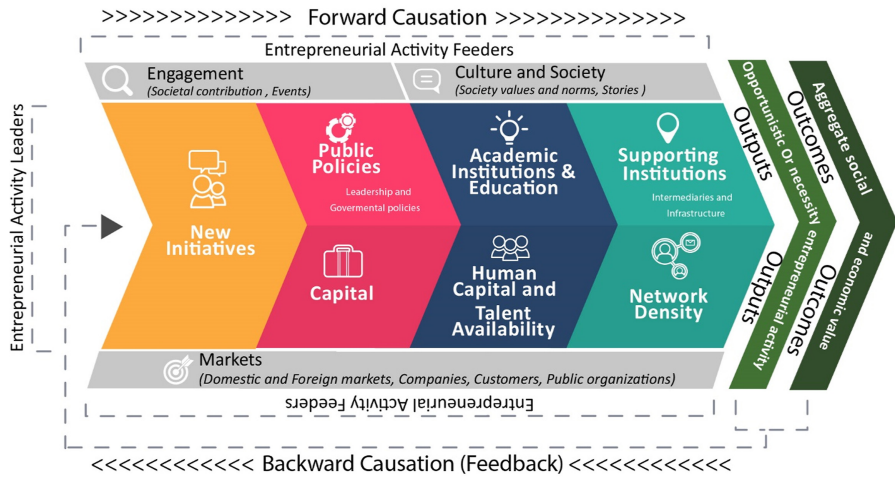 >>>>>>>>>>>>> Forward Causation >>>>>>>>>>>>>
Entrepreneurial Activity Feeders
Engagement
(Societal contribution , Events)
Culture and Society
(Society values and norms, Stories )
Entrepreneurial Activity Leaders
New
Initiatives
Public
Policies
Leadership and
Govermental policies
Capital
Academic
Institutions &
Education
Human
Capital and
Talent
Availability
Supporting
Institutions
Intermediaries and
Infrastructure
Network
Density
Outputs
Outputs
Opportunistic Or necessity entrepreneurial activity
Outcomes
Outcomes
Aggregate social
and economic value
Markets
(Domestic and Foreign markets, Companies, Customers, Public organizations)
Entrepreneurial Activity Feeders
<<<<<<<<<<<< Backward Causation (Feedback) <<<<<<<<<<<<